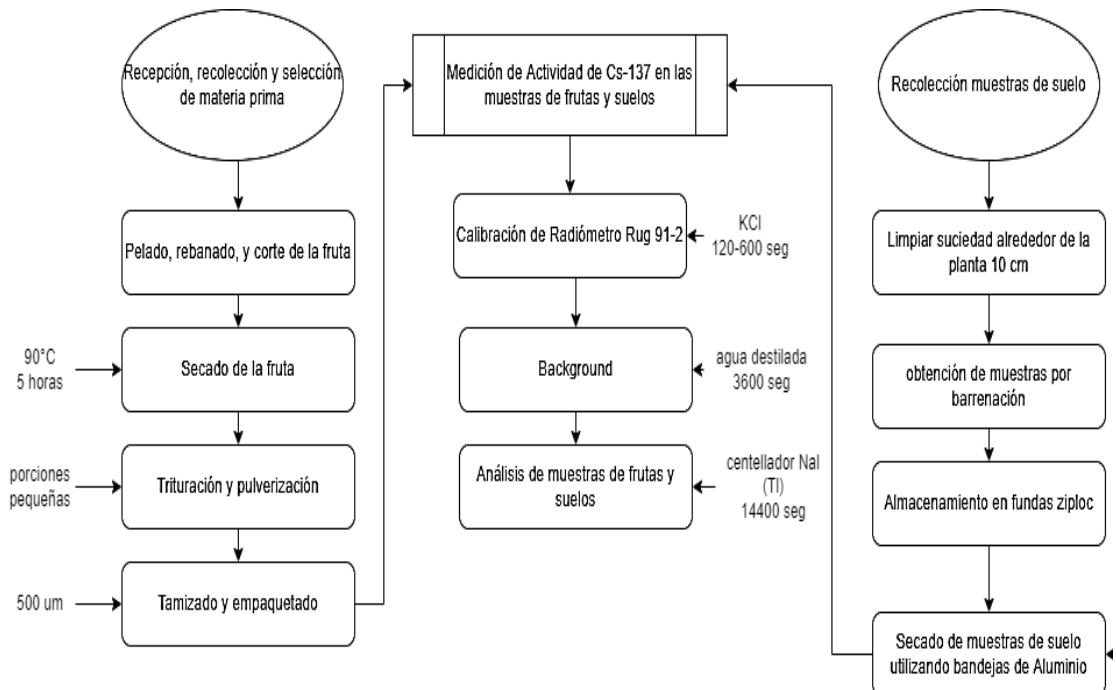 Recepción, recolección y selección
de materia prima
Pelado, rebanado, y corte de la fruta
90°C
5 horas
Secado de la fruta
porciones
pequeñas
Trituración y pulverización
500 um
Tamizado y empaquetado
Medición de Actividad de Cs-137 en las
muestras de frutas y suelos
Calibración de Radiómetro Rug 91-2
KCl
120-600 seg
Background
agua destilada
3600 seg
Análisis de muestras de frutas y
suelos
centellador NaI
(Tl)
14400 seg
Recolección muestras de suelo
Limpiar suciedad alrededor de la
planta 10 cm
obtención de muestras por
barrenación
Almacenamiento en fundas ziploc
Secado de muestras de suelo
utilizando bandejas de Aluminio